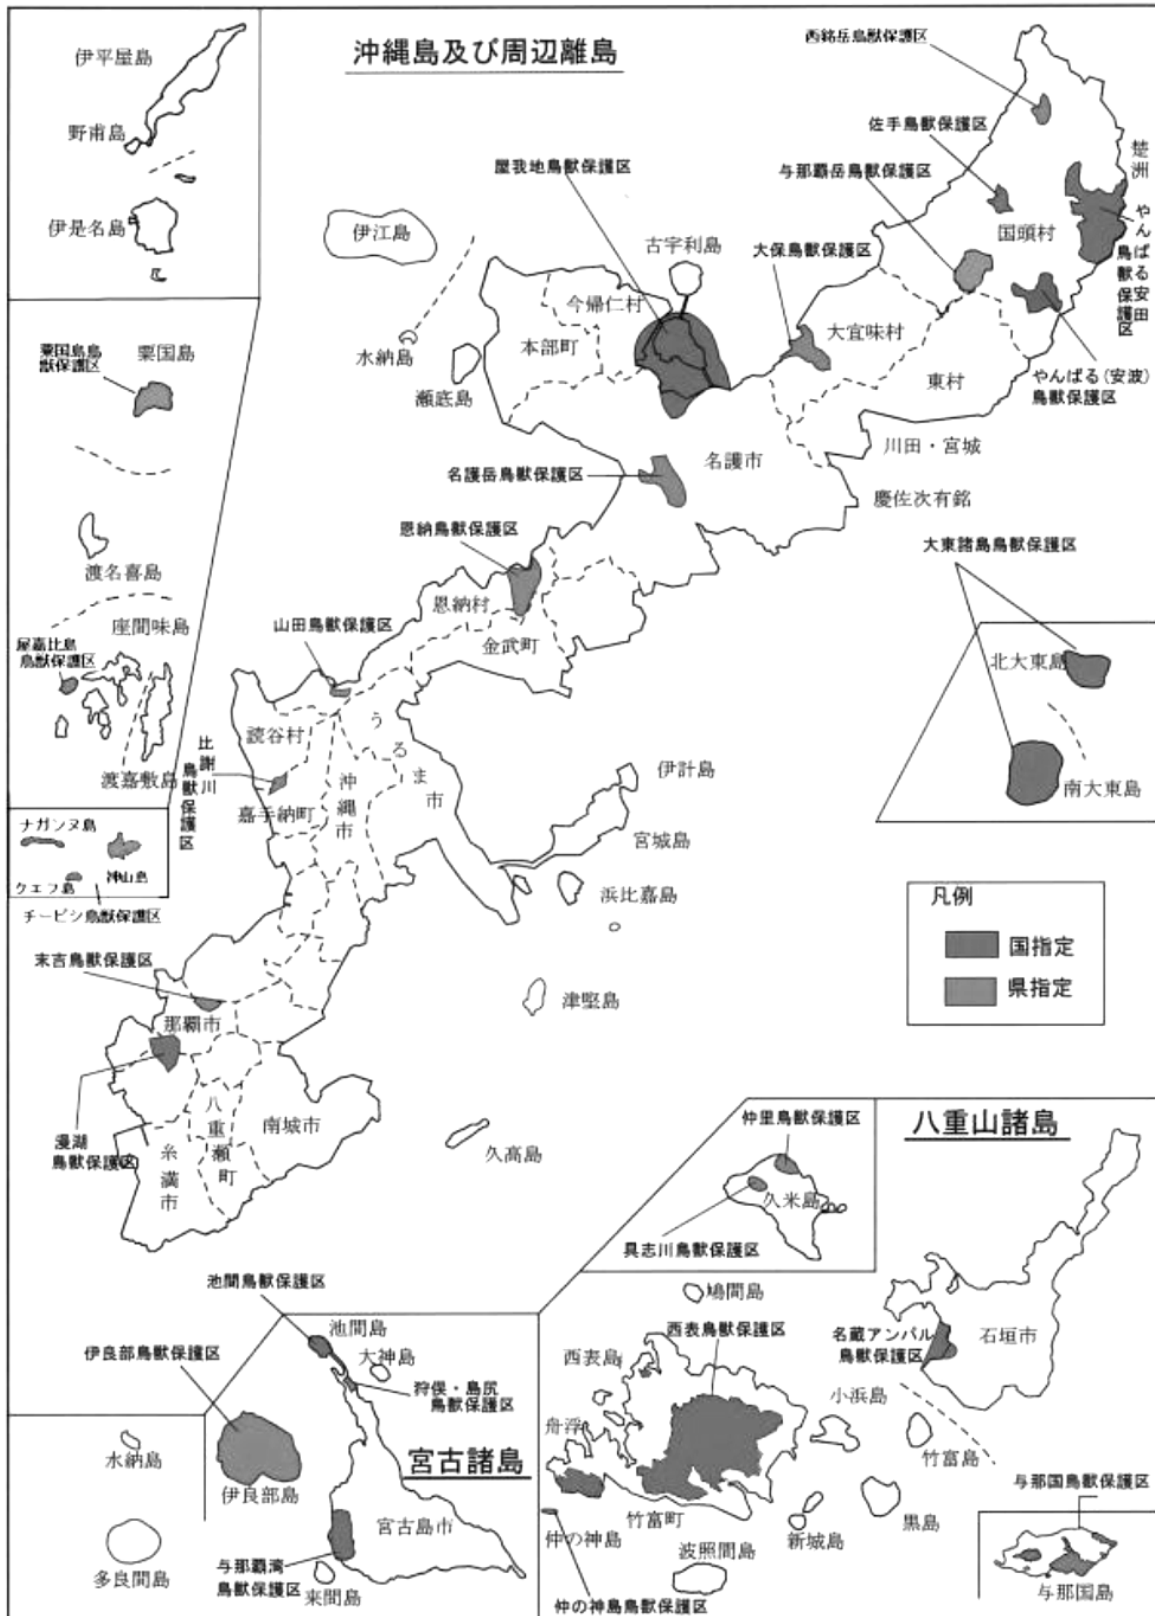 沖縄島及び周辺離島
伊平屋島
野甫島
伊是名島
西銘岳鳥獣保護区
佐手鳥獣保護区
与那覇岳鳥獣保護区
屋我地鳥獣保護区
大保鳥獣保護区
楚洲
やんばる(安田)
鳥獣保護区
国頭村
伊江島
古宇利島
今帰仁村
本部町
大宜味村
東村
やんばる(安波)
鳥獣保護区
水納島
瀬底島
粟国島鳥
獣保護区
粟国島
名護市
川田・宮城
慶佐次有銘
名護岳鳥獣保護区
恩納鳥獣保護区
大東諸島鳥獣保護区
渡名喜島
座間味島
屋嘉比島
鳥獣保護区
渡嘉敷島
恩納村
金武町
山田鳥獣保護区
北大東島
南大東島
読谷村
比謝川
鳥獣保護区
嘉手納町
沖縄市
うるま市
伊計島
宮城島
浜比嘉島
津堅島
ナガンヌ島
クエフ島
神山島
チービシ鳥獣保護区
凡例
国指定
県指定
末吉鳥獣保護区
那覇市
漫湖
鳥獣保護区
八重瀬町
南城市
糸満市
久高島
仲里鳥獣保護区
久米島
具志川鳥獣保護区
八重山諸島
池間鳥獣保護区
池間島
大神島
伊良部鳥獣保護区
狩俣・島尻
鳥獣保護区
宮古諸島
水納島
伊良部島
宮古島市
多良間島
与那覇湾
鳥獣保護区
来間島
鳩間島
西表鳥獣保護区
西表島
名蔵アンパル
鳥獣保護区
石垣市
小浜島
舟浮
竹富島
竹富町
仲の神島
仲の神島鳥獣保護区
波照間島
新城島
黒島
与那国鳥獣保護区
与那国島